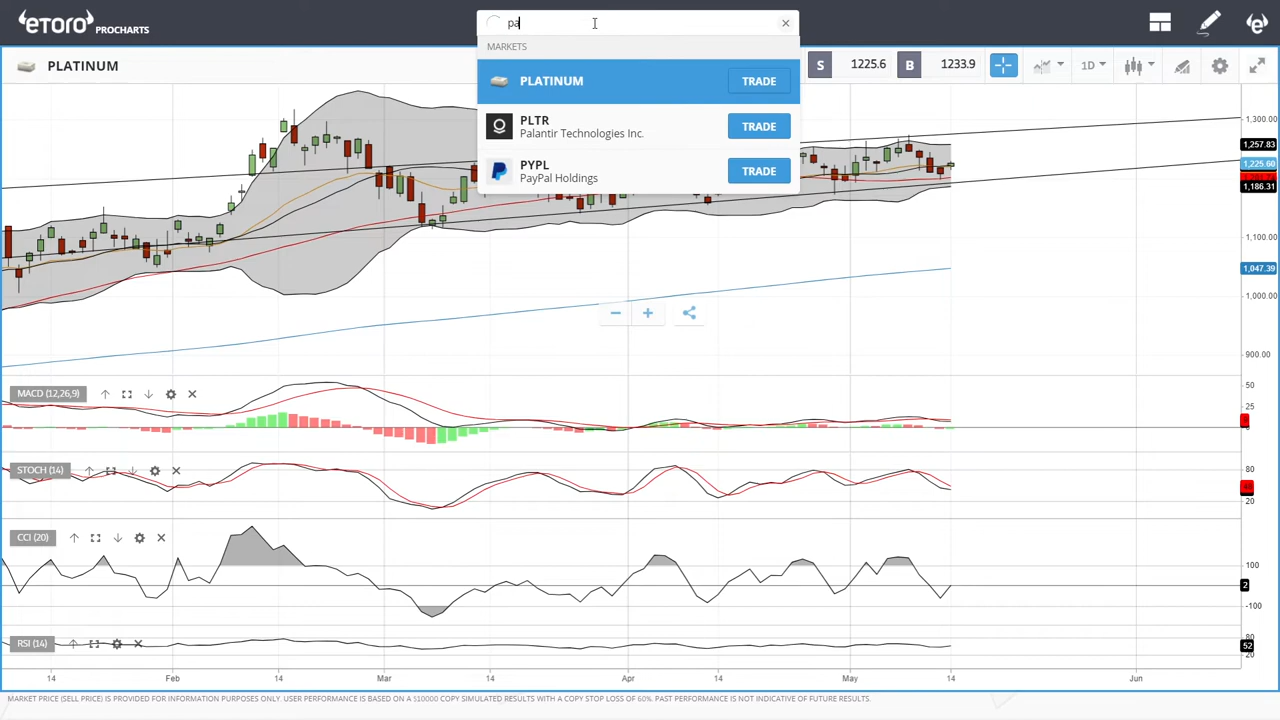 etoro PROCHARTS
pa
MARKETS
PLATINUM TRADE
PLTR
Palantir Technologies Inc. TRADE
PYPL
PayPal Holdings TRADE
PLATINUM
S 1225.6 B 1233.9 1D
1,300.00
1,257.83
1,225.60
1,186.31
1,100.00
1,047.39
1,000.00
900.00
MACD (12,26,9)
50
25
STOCH (14)
80
20
CCI (20)
100
2
-100
RSI (14)
80
52
20
14 Feb 14 Mar 14 Apr 14 May 14 Jun
MARKET PRICE (SELL PRICE) IS PROVIDED FOR INFORMATION PURPOSES ONLY. USER PERFORMANCE IS BASED ON A $10000 COPY SIMULATED RESULTS WITH A COPY STOP LOSS OF 60%. PAST PERFORMANCE IS NOT INDICATIVE OF FUTURE RESULTS.